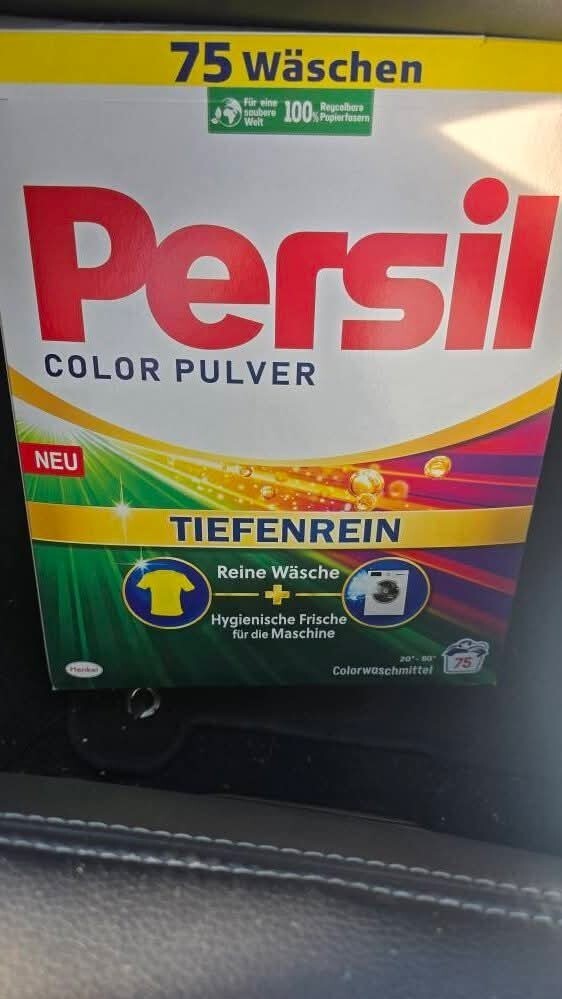 75 Wäschen
Für eine
saubere
Welt
100% Recycelbare
Papierfasern
Persil
COLOR PULVER
NEU
TIEFENREIN
Reine Wäsche
+
Hygienische Frische
für die Maschine
20°- 60°
Colorwaschmittel
75
Henkel